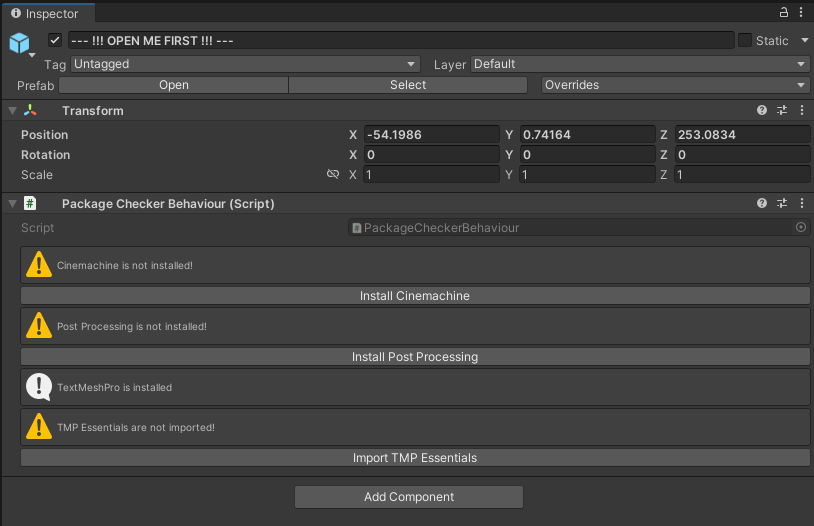 Inspector
--- !!! OPEN ME FIRST !!! --- Static
Tag Untagged Layer Default
Prefab Open Select Overrides
Transform
Position X -54.1986 Y 0.74164 Z 253.0834
Rotation X 0 Y 0 Z 0
Scale X 1 Y 1 Z 1
# Package Checker Behaviour (Script)
Script # PackageCheckerBehaviour
Cinemachine is not installed!
Install Cinemachine
Post Processing is not installed!
Install Post Processing
TextMeshPro is installed
TMP Essentials are not imported!
Import TMP Essentials
Add Component